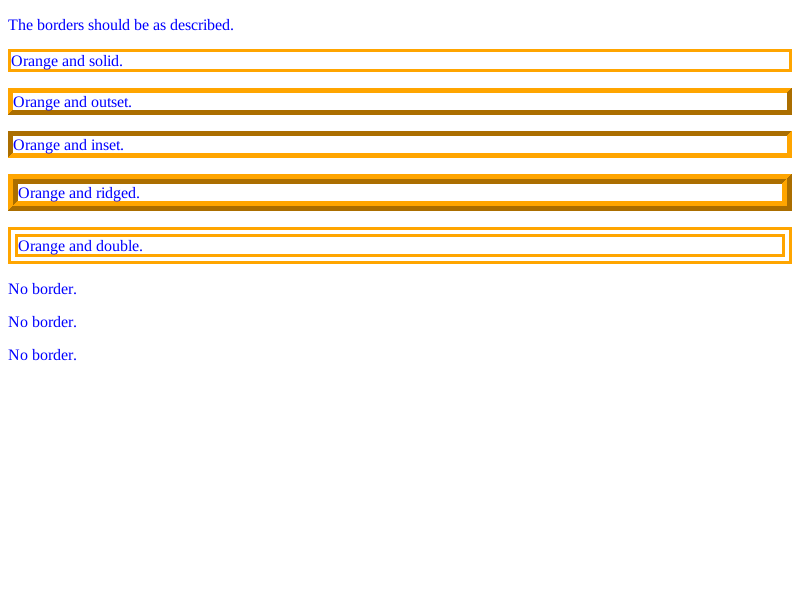 The borders should be as described.
Orange and solid.
Orange and outset.
Orange and inset.
Orange and ridged.
Orange and double.
No border.
No border.
No border.